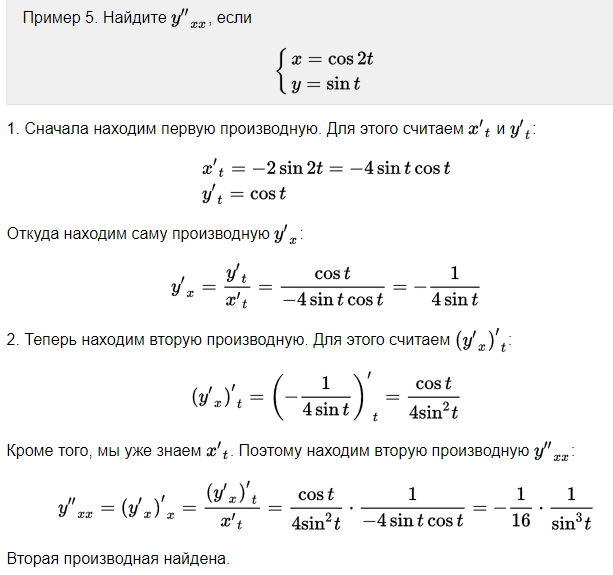 Пример 5. Найдите y″ₓₓ, если
{ x = cos 2t
y = sin t
1. Сначала находим первую производную. Для этого считаем x′ₜ и y′ₜ:
x′ₜ = −2 sin 2t = −4 sin t cos t
y′ₜ = cos t
Откуда находим саму производную y′ₓ:
y′ₓ = y′ₜ / x′ₜ = cos t / (−4 sin t cos t) = − 1 / (4 sin t)
2. Теперь находим вторую производную. Для этого считаем (y′ₓ)′ₜ:
(y′ₓ)′ₜ = (− 1 / (4 sin t))′ₜ = cos t / (4sin²t)
Кроме того, мы уже знаем x′ₜ. Поэтому находим вторую производную y″ₓₓ:
y″ₓₓ = (y′ₓ)′ₓ = (y′ₓ)′ₜ / x′ₜ = cos t / (4sin²t) · 1 / (−4 sin t cos t) = − 1/16 · 1 / (sin³t)
Вторая производная найдена.